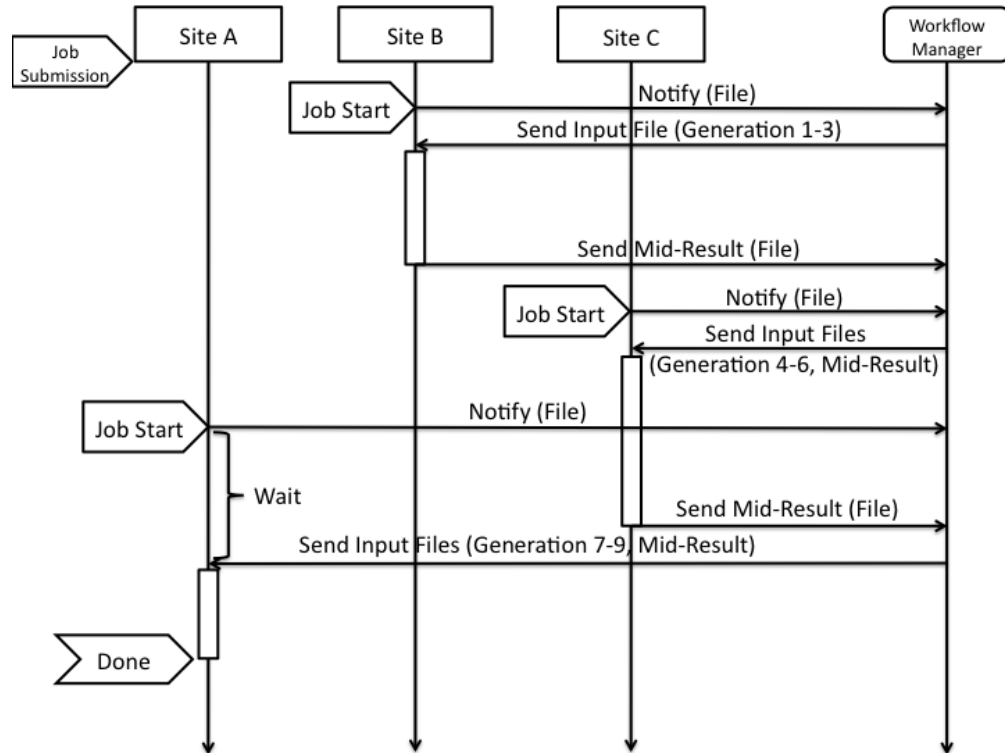 Site A
Site B
Site C
Workflow
Manager
Job
Submission
Job Start
Notify (File)
Send Input File (Generation 1-3)
Send Mid-Result (File)
Job Start
Notify (File)
Send Input Files
(Generation 4-6, Mid-Result)
Job Start
Notify (File)
Wait
Send Mid-Result (File)
Send Input Files (Generation 7-9, Mid-Result)
Done